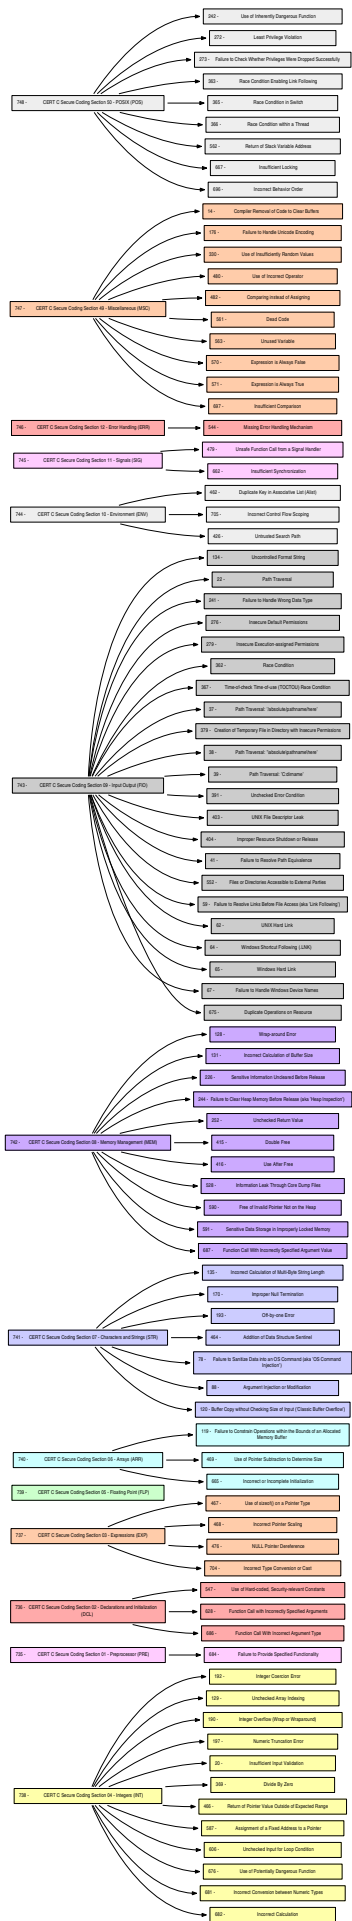 242 - Use of Inherently Dangerous Function
272 - Least Privilege Violation
273 - Failure to Check Whether Privileges Were Dropped Successfully
363 - Race Condition Enabling Link Following
748 - CERT C Secure Coding Section 50 - POSIX (POS)
365 - Race Condition in Switch
366 - Race Condition within a Thread
562 - Return of Stack Variable Address
667 - Insufficient Locking
696 - Incorrect Behavior Order
14 - Compiler Removal of Code to Clear Buffers
176 - Failure to Handle Unicode Encoding
330 - Use of Insufficiently Random Values
480 - Use of Incorrect Operator
482 - Comparing instead of Assigning
747 - CERT C Secure Coding Section 49 - Miscellaneous (MSC)
561 - Dead Code
563 - Unused Variable
570 - Expression is Always False
571 - Expression is Always True
697 - Insufficient Comparison
746 - CERT C Secure Coding Section 12 - Error Handling (ERR)
544 - Missing Error Handling Mechanism
479 - Unsafe Function Call from a Signal Handler
745 - CERT C Secure Coding Section 11 - Signals (SIG)
662 - Insufficient Synchronization
462 - Duplicate Key in Associative List (Alist)
744 - CERT C Secure Coding Section 10 - Environment (ENV)
705 - Incorrect Control Flow Scoping
426 - Untrusted Search Path
134 - Uncontrolled Format String
22 - Path Traversal
241 - Failure to Handle Wrong Data Type
276 - Insecure Default Permissions
279 - Insecure Execution-assigned Permissions
362 - Race Condition
367 - Time-of-check Time-of-use (TOCTOU) Race Condition
37 - Path Traversal: '/absolute/pathname/here'
379 - Creation of Temporary File in Directory with Insecure Permissions
38 - Path Traversal: '\absolute\pathname\here'
39 - Path Traversal: 'C:dirname'
743 - CERT C Secure Coding Section 09 - Input Output (FIO)
391 - Unchecked Error Condition
403 - UNIX File Descriptor Leak
404 - Improper Resource Shutdown or Release
41 - Failure to Resolve Path Equivalence
552 - Files or Directories Accessible to External Parties
59 - Failure to Resolve Links Before File Access (aka 'Link Following')
62 - UNIX Hard Link
64 - Windows Shortcut Following (.LNK)
65 - Windows Hard Link
67 - Failure to Handle Windows Device Names
675 - Duplicate Operations on Resource
128 - Wrap-around Error
131 - Incorrect Calculation of Buffer Size
226 - Sensitive Information Uncleared Before Release
244 - Failure to Clear Heap Memory Before Release (aka 'Heap Inspection')
252 - Unchecked Return Value
742 - CERT C Secure Coding Section 08 - Memory Management (MEM)
415 - Double Free
416 - Use After Free
528 - Information Leak Through Core Dump Files
590 - Free of Invalid Pointer Not on the Heap
591 - Sensitive Data Storage in Improperly Locked Memory
687 - Function Call With Incorrectly Specified Argument Value
135 - Incorrect Calculation of Multi-Byte String Length
170 - Improper Null Termination
193 - Off-by-one Error
741 - CERT C Secure Coding Section 07 - Characters and Strings (STR)
464 - Addition of Data Structure Sentinel
78 - Failure to Sanitize Data into an OS Command (aka 'OS Command
Injection')
88 - Argument Injection or Modification
120 - Buffer Copy without Checking Size of Input ('Classic Buffer Overflow')
119 - Failure to Constrain Operations within the Bounds of an Allocated
Memory Buffer
740 - CERT C Secure Coding Section 06 - Arrays (ARR)
469 - Use of Pointer Subtraction to Determine Size
665 - Incorrect or Incomplete Initialization
739 - CERT C Secure Coding Section 05 - Floating Point (FLP)
467 - Use of sizeof() on a Pointer Type
468 - Incorrect Pointer Scaling
737 - CERT C Secure Coding Section 03 - Expressions (EXP)
476 - NULL Pointer Dereference
704 - Incorrect Type Conversion or Cast
547 - Use of Hard-coded, Security-relevant Constants
736 - CERT C Secure Coding Section 02 - Declarations and Initialization
(DCL)
628 - Function Call with Incorrectly Specified Arguments
686 - Function Call With Incorrect Argument Type
735 - CERT C Secure Coding Section 01 - Preprocessor (PRE)
684 - Failure to Provide Specified Functionality
192 - Integer Coercion Error
129 - Unchecked Array Indexing
190 - Integer Overflow (Wrap or Wraparound)
197 - Numeric Truncation Error
20 - Insufficient Input Validation
369 - Divide By Zero
738 - CERT C Secure Coding Section 04 - Integers (INT)
466 - Return of Pointer Value Outside of Expected Range
587 - Assignment of a Fixed Address to a Pointer
606 - Unchecked Input for Loop Condition
676 - Use of Potentially Dangerous Function
681 - Incorrect Conversion between Numeric Types
682 - Incorrect Calculation